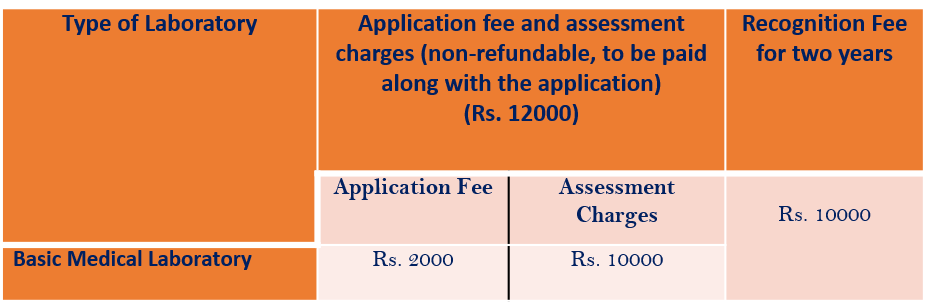 Type of Laboratory
Application fee and assessment
charges (non-refundable, to be paid
along with the application)
(Rs. 12000)
Recognition Fee
for two years
Application Fee
Assessment
Charges
Rs. 10000
Basic Medical Laboratory
Rs. 2000
Rs. 10000